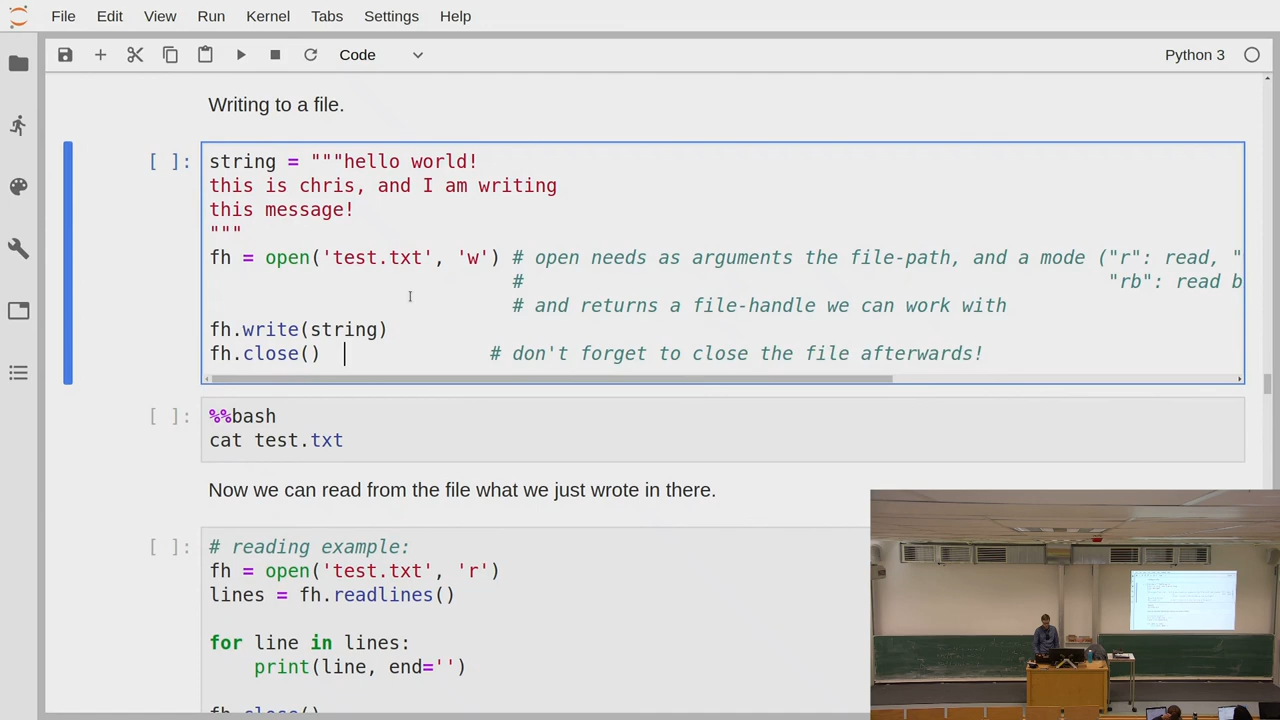 File Edit View Run Kernel Tabs Settings Help
Code
Python 3
Writing to a file.
[ ]:
string = """hello world!
this is chris, and I am writing
this message!
"""
fh = open('test.txt', 'w') # open needs as arguments the file-path, and a mode ("r": read, "
# "rb": read b
# and returns a file-handle we can work with
fh.write(string)
fh.close() # don't forget to close the file afterwards!
[ ]:
%%bash
cat test.txt
Now we can read from the file what we just wrote in there.
[ ]:
# reading example:
fh = open('test.txt', 'r')
lines = fh.readlines()
for line in lines:
print(line, end='')
fh.close()